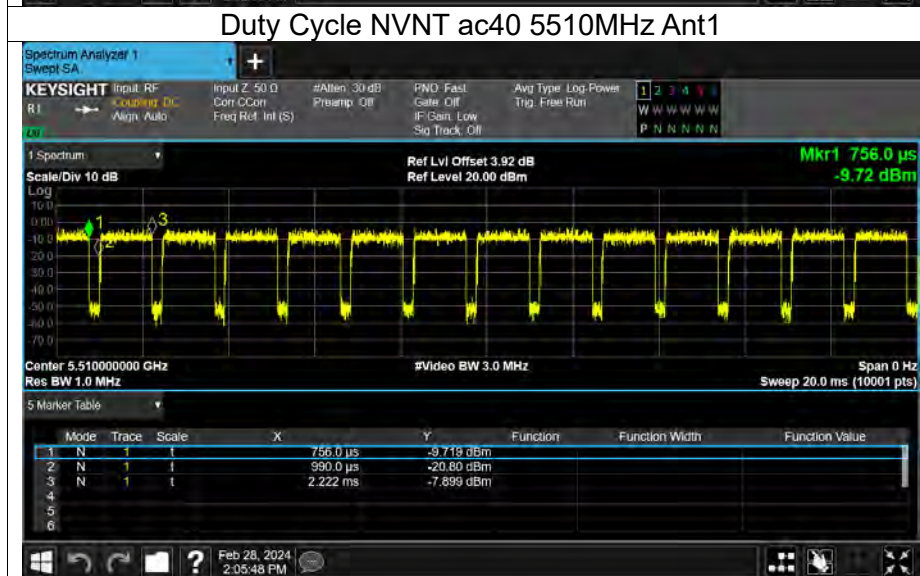 Duty Cycle NVNT ac40 5510MHz Ant1
Spectrum Analyzer 1
Swept SA
+
KEYSIGHT Input: RF Input Z: 50 Ω #Atten: 30 dB PNO: Fast Avg Type: Log-Power 1 2 3 4 5 6
R L Coupling: DC Corr CCorr Preamp: Off Gate: Off Trig: Free Run W W W W W W
Align: Auto Freq Ref: Int (S) IF Gain: Low
LXI Sig Track: Off P N N N N N
1 Spectrum Ref Lvl Offset 3.92 dB Mkr1 756.0 µs
Scale/Div 10 dB Ref Level 20.00 dBm -9.72 dBm
Log
10.0
0.00
-10.0
-20.0
-30.0
-40.0
-50.0
-60.0
-70.0
1
2
3
Center 5.510000000 GHz #Video BW 3.0 MHz Span 0 Hz
Res BW 1.0 MHz Sweep 20.0 ms (10001 pts)
5 Marker Table
Mode Trace Scale X Y Function Function Width Function Value
1 N 1 t 756.0 µs -9.719 dBm
2 N 1 t 990.0 µs -20.80 dBm
3 N 1 t 2.222 ms -7.899 dBm
4
5
6
? Feb 28, 2024
2:05:48 PM